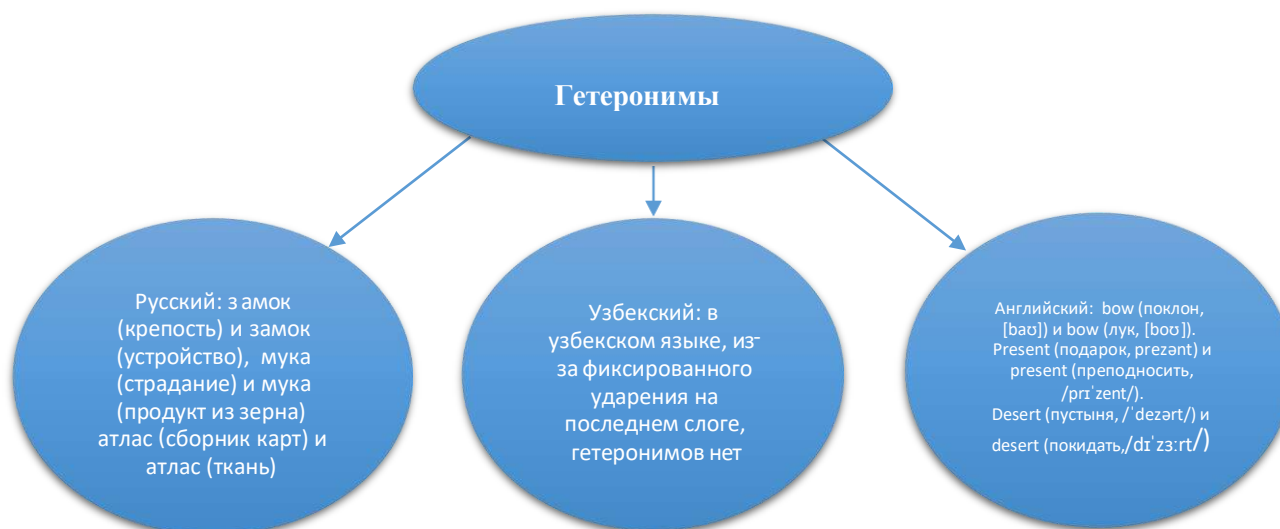 Гетеронимы
Русский: з амок
(крепость) и замок
(устройство), мука
(страдание) и мука
(продукт из зерна)
атлас (сборник карт) и
атлас (ткань)
Узбекский: в
узбекском языке, из-
за фиксированного
ударения на
последнем слоге,
гетеронимов нет
Английский: bow (поклон,
[baʊ]) и bow (лук, [boʊ]).
Present (подарок, prezənt) и
present (преподносить,
/prɪˈzent/).
Desert (пустыня, /ˈdezərt/) и
desert (покидать,/dɪˈzɜːrt/)